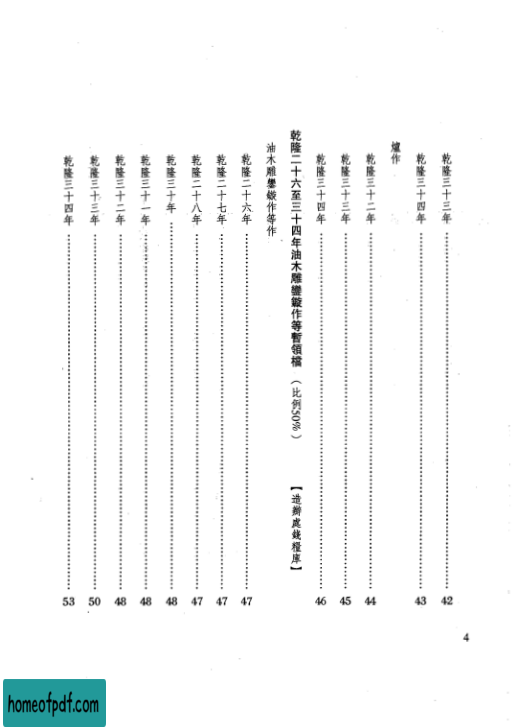 乾隆三十三年 42
乾隆三十四年 43
爐作
乾隆三十二年 44
乾隆三十三年 45
乾隆三十四年 46
乾隆二十六至三十四年油木雕鑾鏇作等暫領檔（比例50%）【造辦處錢糧庫】
油木雕鑾鏇作等作
乾隆二十六年 47
乾隆二十七年 47
乾隆二十八年 47
乾隆三十年 48
乾隆三十一年 48
乾隆三十二年 48
乾隆三十三年 50
乾隆三十四年 53
4
homeofpdf.com